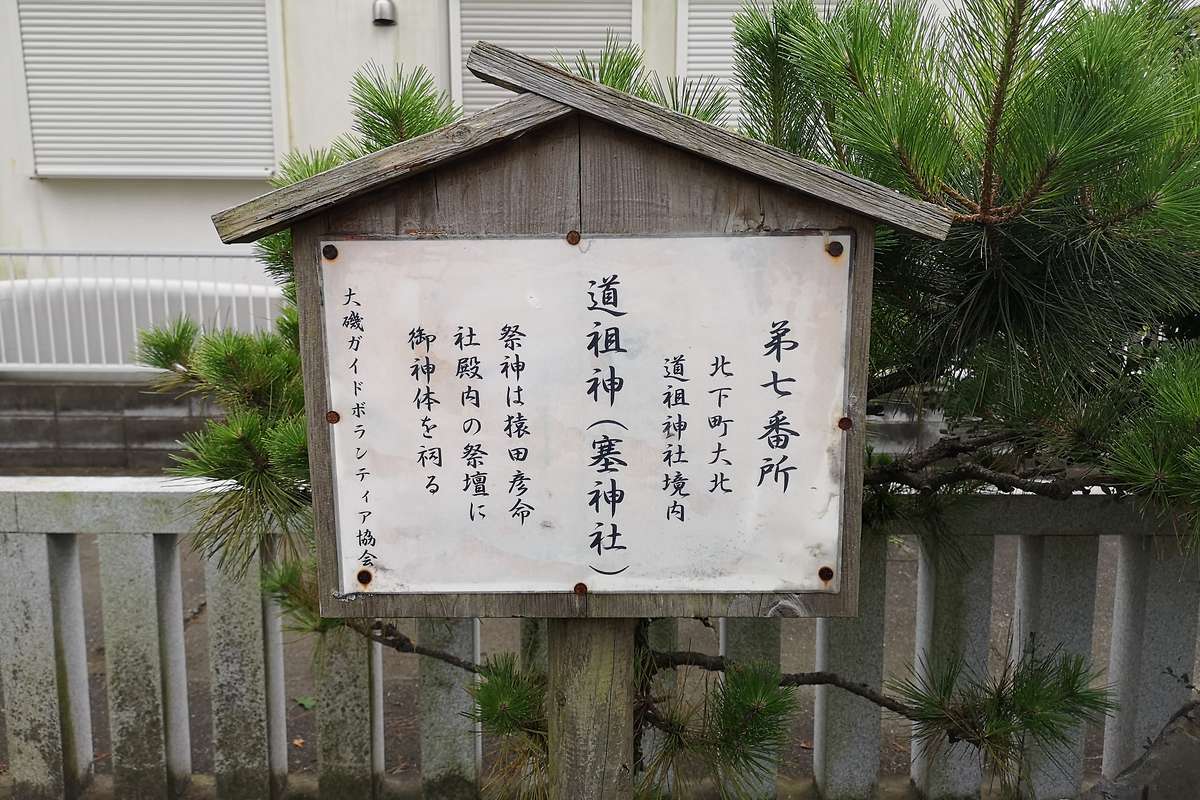 弟七番所
北下町大北
道祖神社境内
道祖神(塞神社)
祭神は猿田彦命
社殿内の祭壇に
御神体を祠る
大磯ガイドボランティア協会